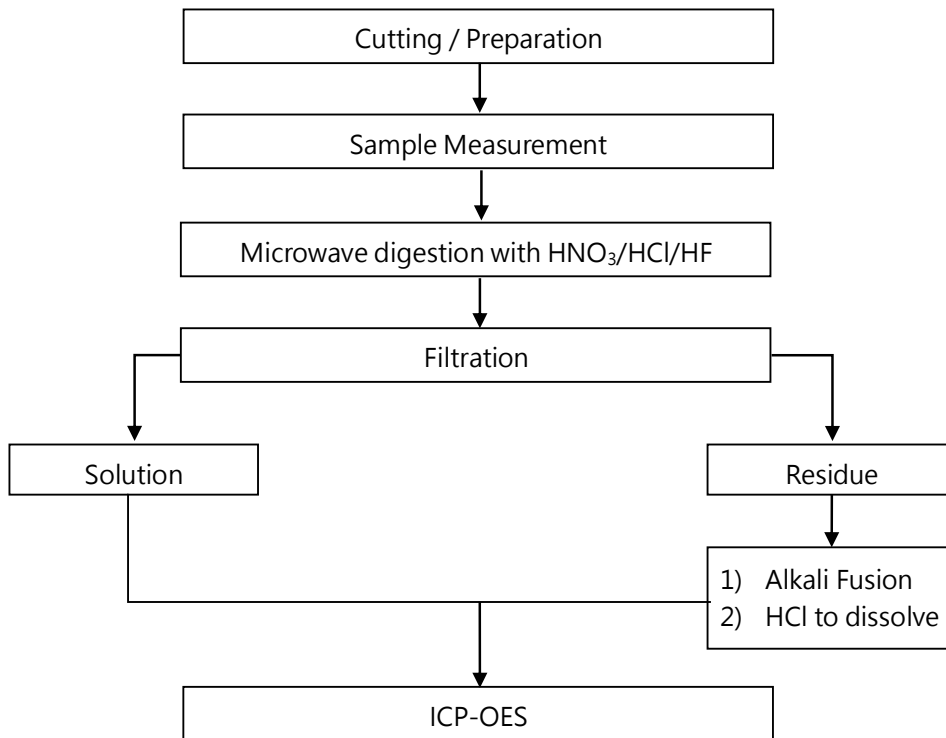 Cutting / Preparation
Sample Measurement
Microwave digestion with HNO₃/HCl/HF
Filtration
Solution
Residue
1) Alkali Fusion
2) HCl to dissolve
ICP-OES